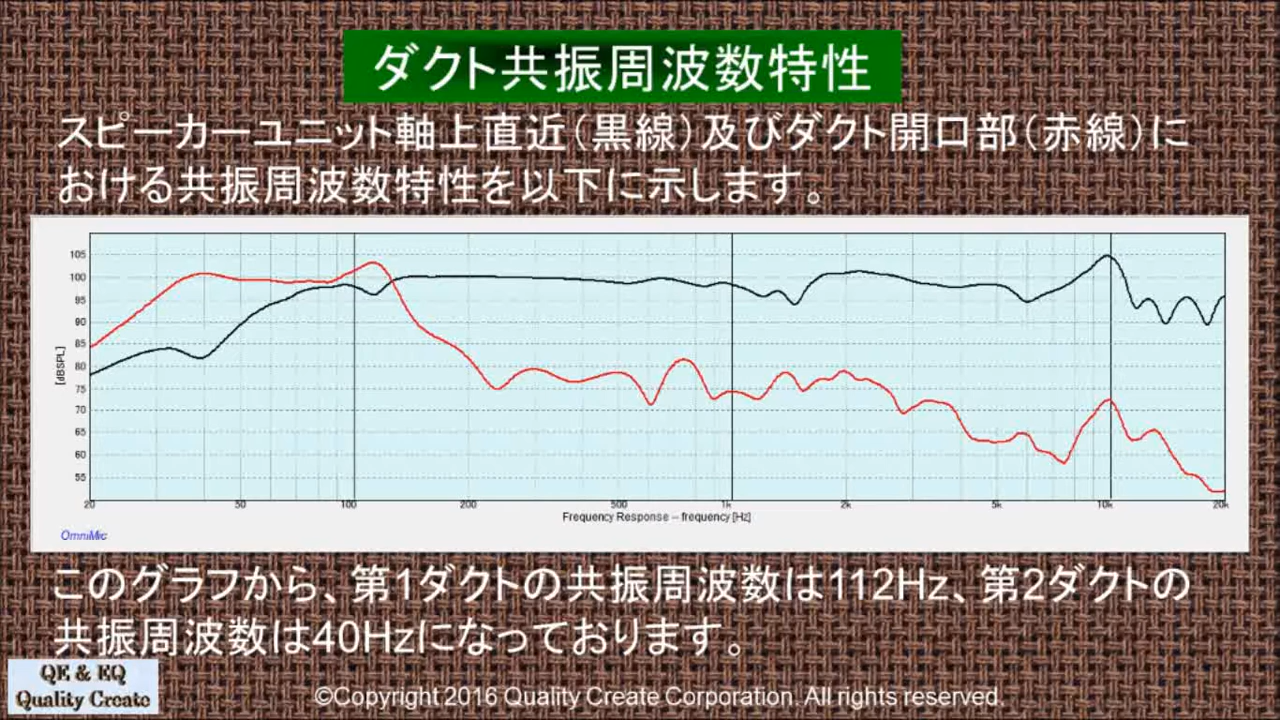 ダクト共振周波数特性
スピーカーユニット軸上直近（黒線）及びダクト開口部（赤線）に
おける共振周波数特性を以下に示します。
105
100
95
90
85
80
75
70
65
60
55
[dBSPL]
20 50 100 200 500 1k 2k 5k 10k 20k
Frequency Response -- frequency [Hz]
OmniMic
このグラフから、第1ダクトの共振周波数は112Hz、第2ダクトの
共振周波数は40Hzになっております。
QE & EQ
Quality Create
©Copyright 2016 Quality Create Corporation. All rights reserved.